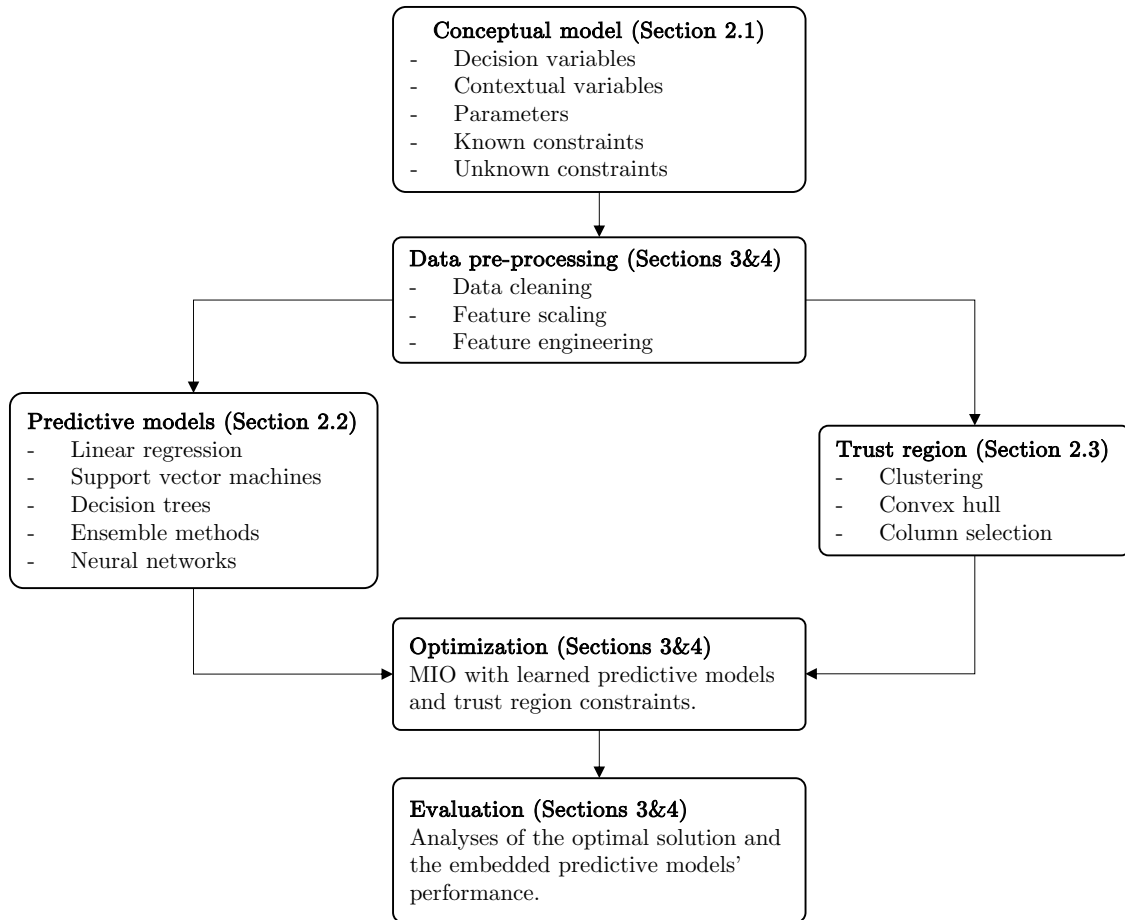 Conceptual model (Section 2.1)
- Decision variables
- Contextual variables
- Parameters
- Known constraints
- Unknown constraints
Data pre-processing (Sections 3&4)
- Data cleaning
- Feature scaling
- Feature engineering
Predictive models (Section 2.2)
- Linear regression
- Support vector machines
- Decision trees
- Ensemble methods
- Neural networks
Trust region (Section 2.3)
- Clustering
- Convex hull
- Column selection
Optimization (Sections 3&4)
MIO with learned predictive models
and trust region constraints.
Evaluation (Sections 3&4)
Analyses of the optimal solution and
the embedded predictive models’
performance.